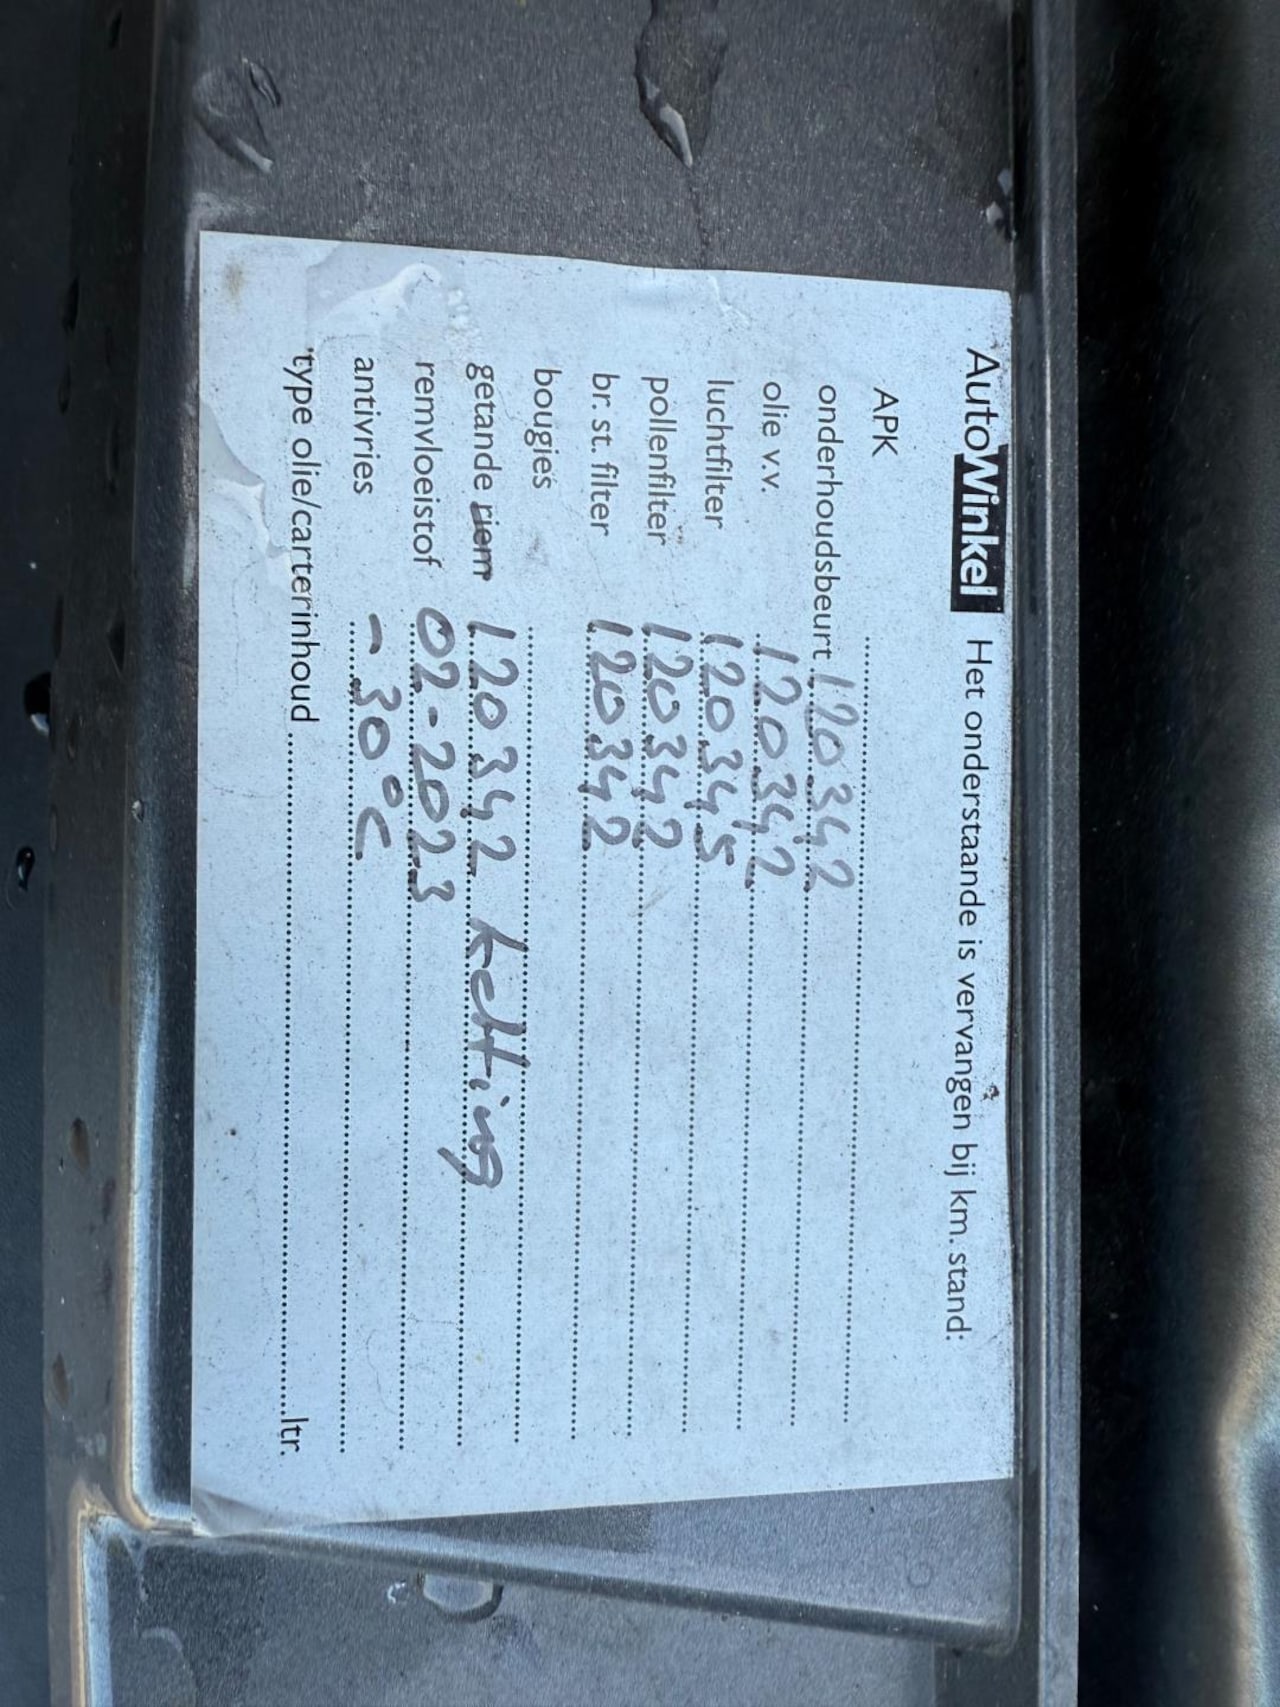 AutoWinkel Het onderstaande is vervangen bij km. stand:
APK ..........
onderhoudsbeurt 120342
olie v.v. 120342
luchtfilter 120345
pollenfilter 120342
br. st. filter 120342
bougies ..........
getande riem 120342 ketting
remvloeistof 02-2023
antivries - 30°C
type olie/carterinhoud .......... ltr.